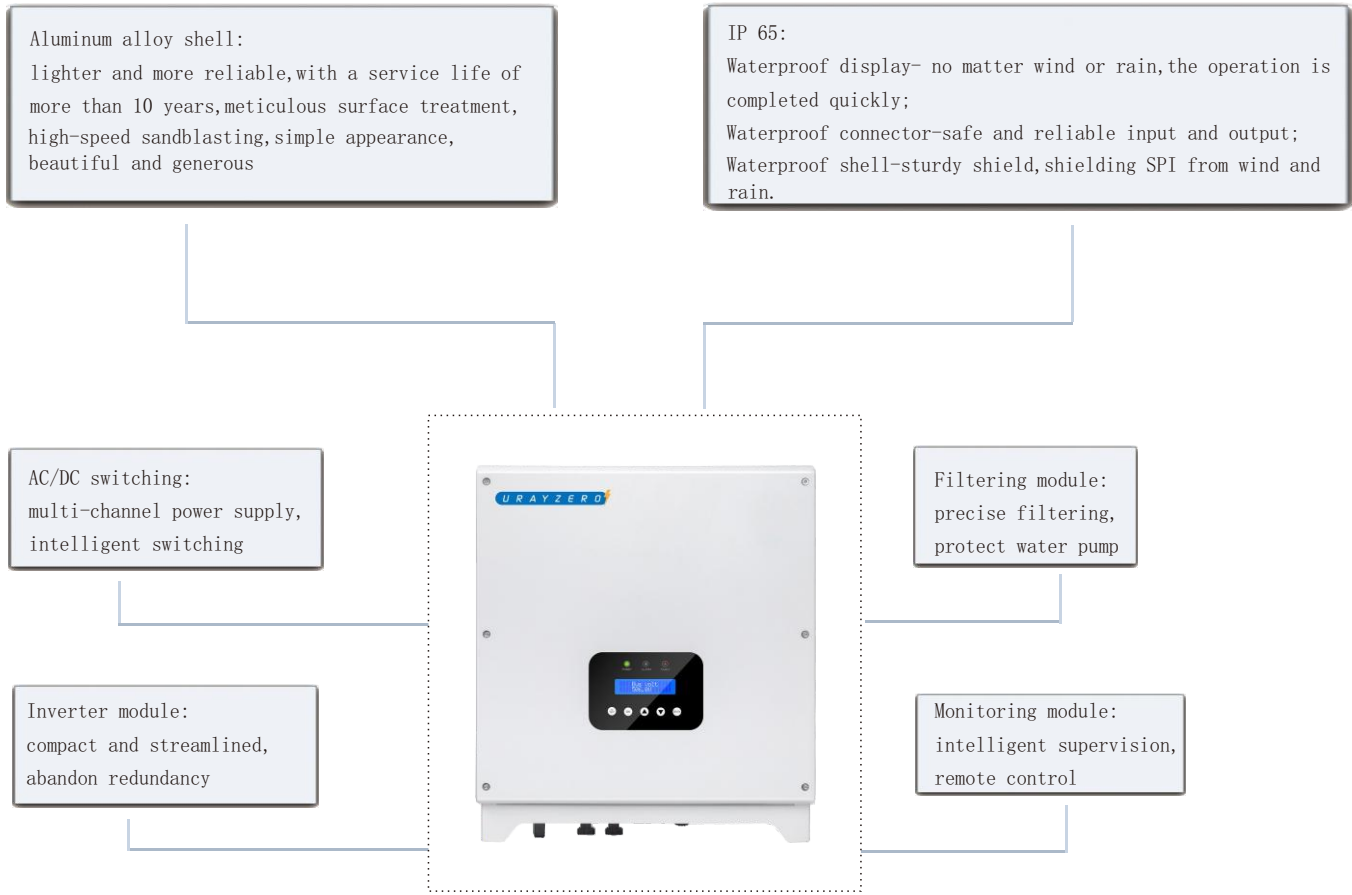 Aluminum alloy shell:
lighter and more reliable,with a service life of
more than 10 years,meticulous surface treatment,
high-speed sandblasting,simple appearance,
beautiful and generous
IP 65:
Waterproof display- no matter wind or rain,the operation is
completed quickly;
Waterproof connector-safe and reliable input and output;
Waterproof shell-sturdy shield,shielding SPI from wind and
rain.
AC/DC switching:
multi-channel power supply,
intelligent switching
Filtering module:
precise filtering,
protect water pump
URAYZERO
Bus volt
Inverter module:
compact and streamlined,
abandon redundancy
Monitoring module:
intelligent supervision,
remote control